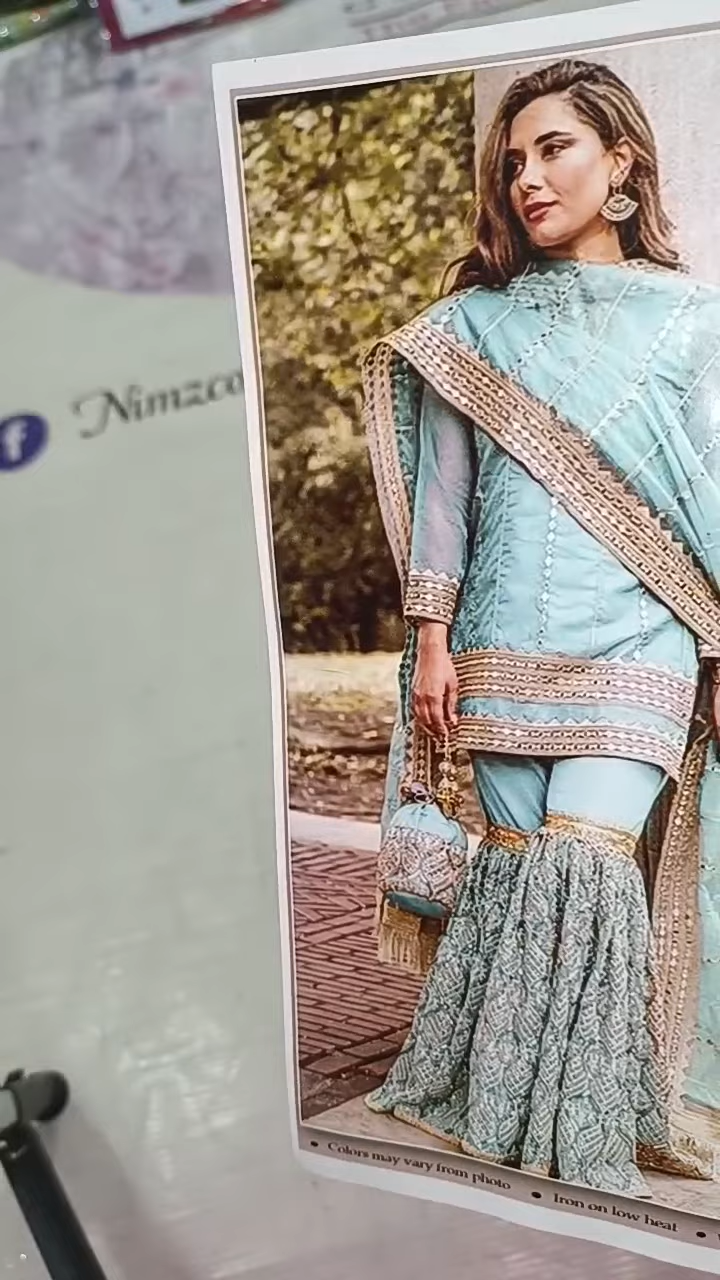 f Nimzco
• Colors may vary from photo • Iron on low heat •